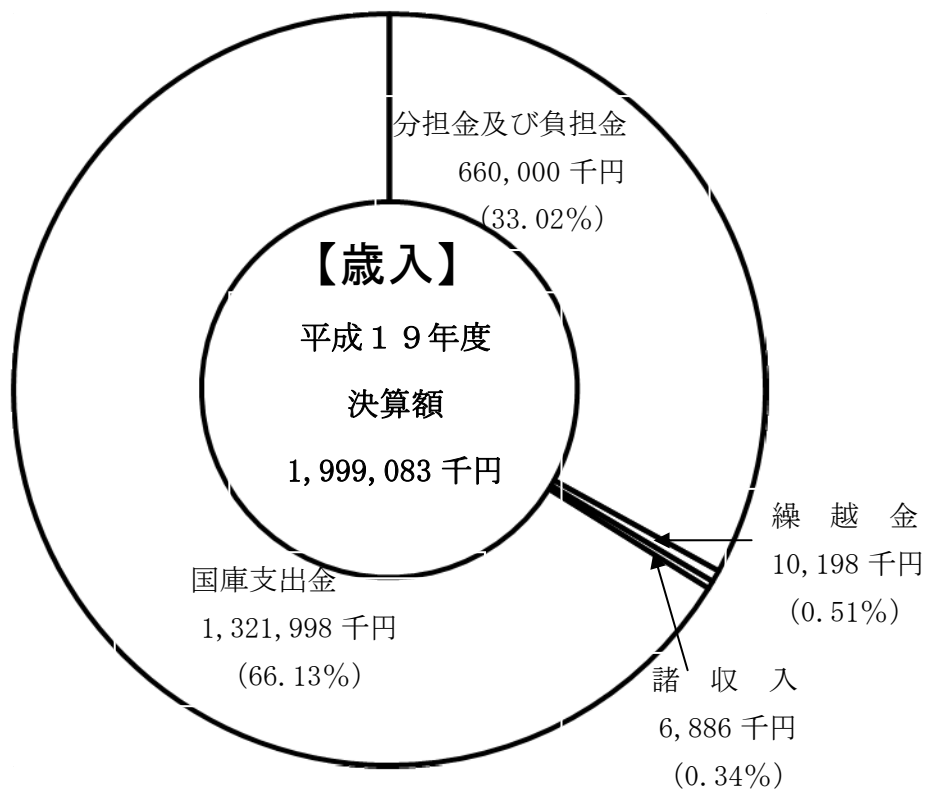 分担金及び負担金
660,000 千円
(33.02%)
【歳入】
平成１９年度
決算額
1,999,083 千円
繰　越　金
10,198 千円
(0.51%)
国庫支出金
1,321,998 千円
(66.13%)
諸　収　入
6,886 千円
(0.34%)